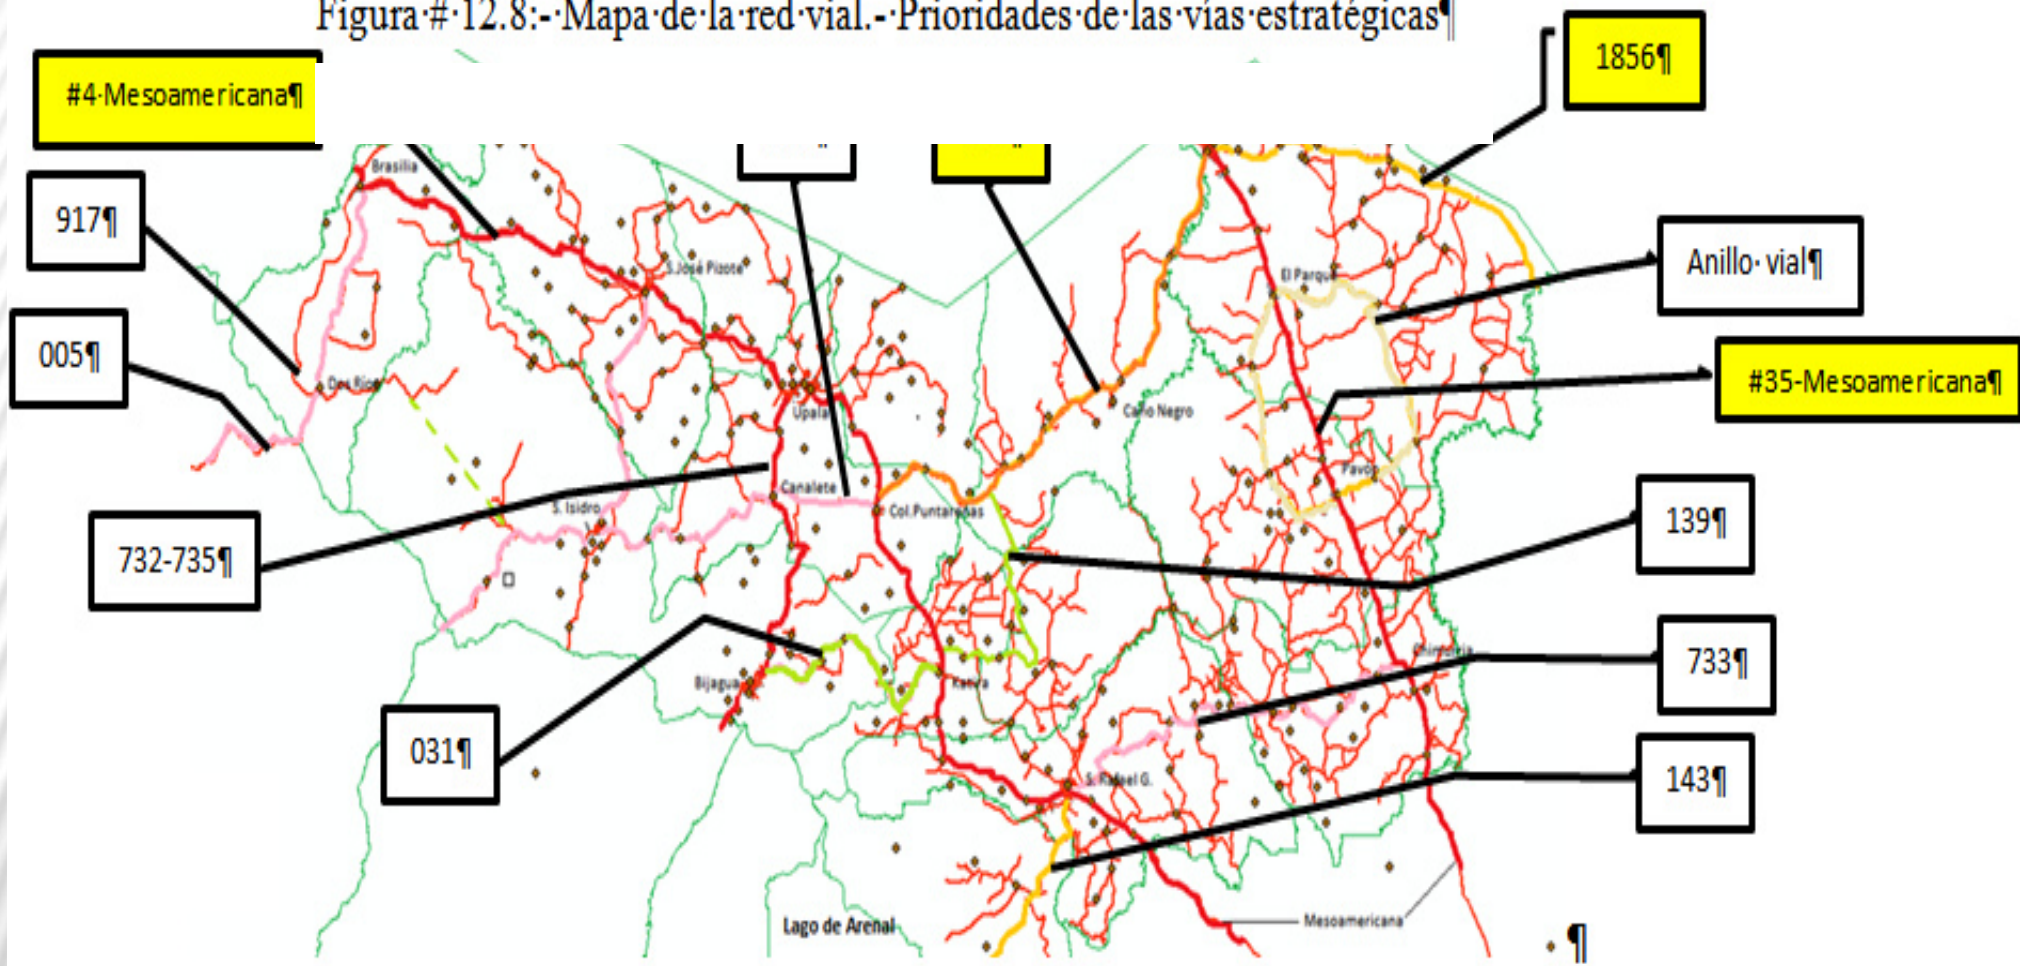 Figura·#·12.8:-·Mapa·de·la·red·vial.-·Prioridades·de·las·vías·estratégicas¶
1856¶
#4·Mesoamericana¶
¶
¶
Brasilia
917¶
Anillo·vial¶
S.José Pizote
El Parque
005¶
#35-Mesoamericana¶
Dos Ríos
Upala
Caño Negro
Pavón
Canalete
S. Isidro
Col.Puntarenas
139¶
732-735¶
733¶
Bijagua
Katira
031¶
S. Rafael G.
143¶
Lago de Arenal
Mesoamericana
¶